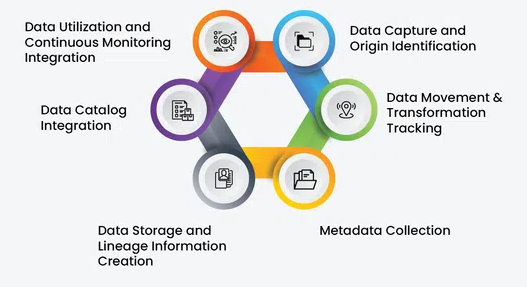 Data Utilization and
Continuous Monitoring
Integration
Data Capture and
Origin Identification
Data Catalog
Integration
Data Movement &
Transformation
Tracking
Data Storage and
Lineage Information
Creation
Metadata Collection